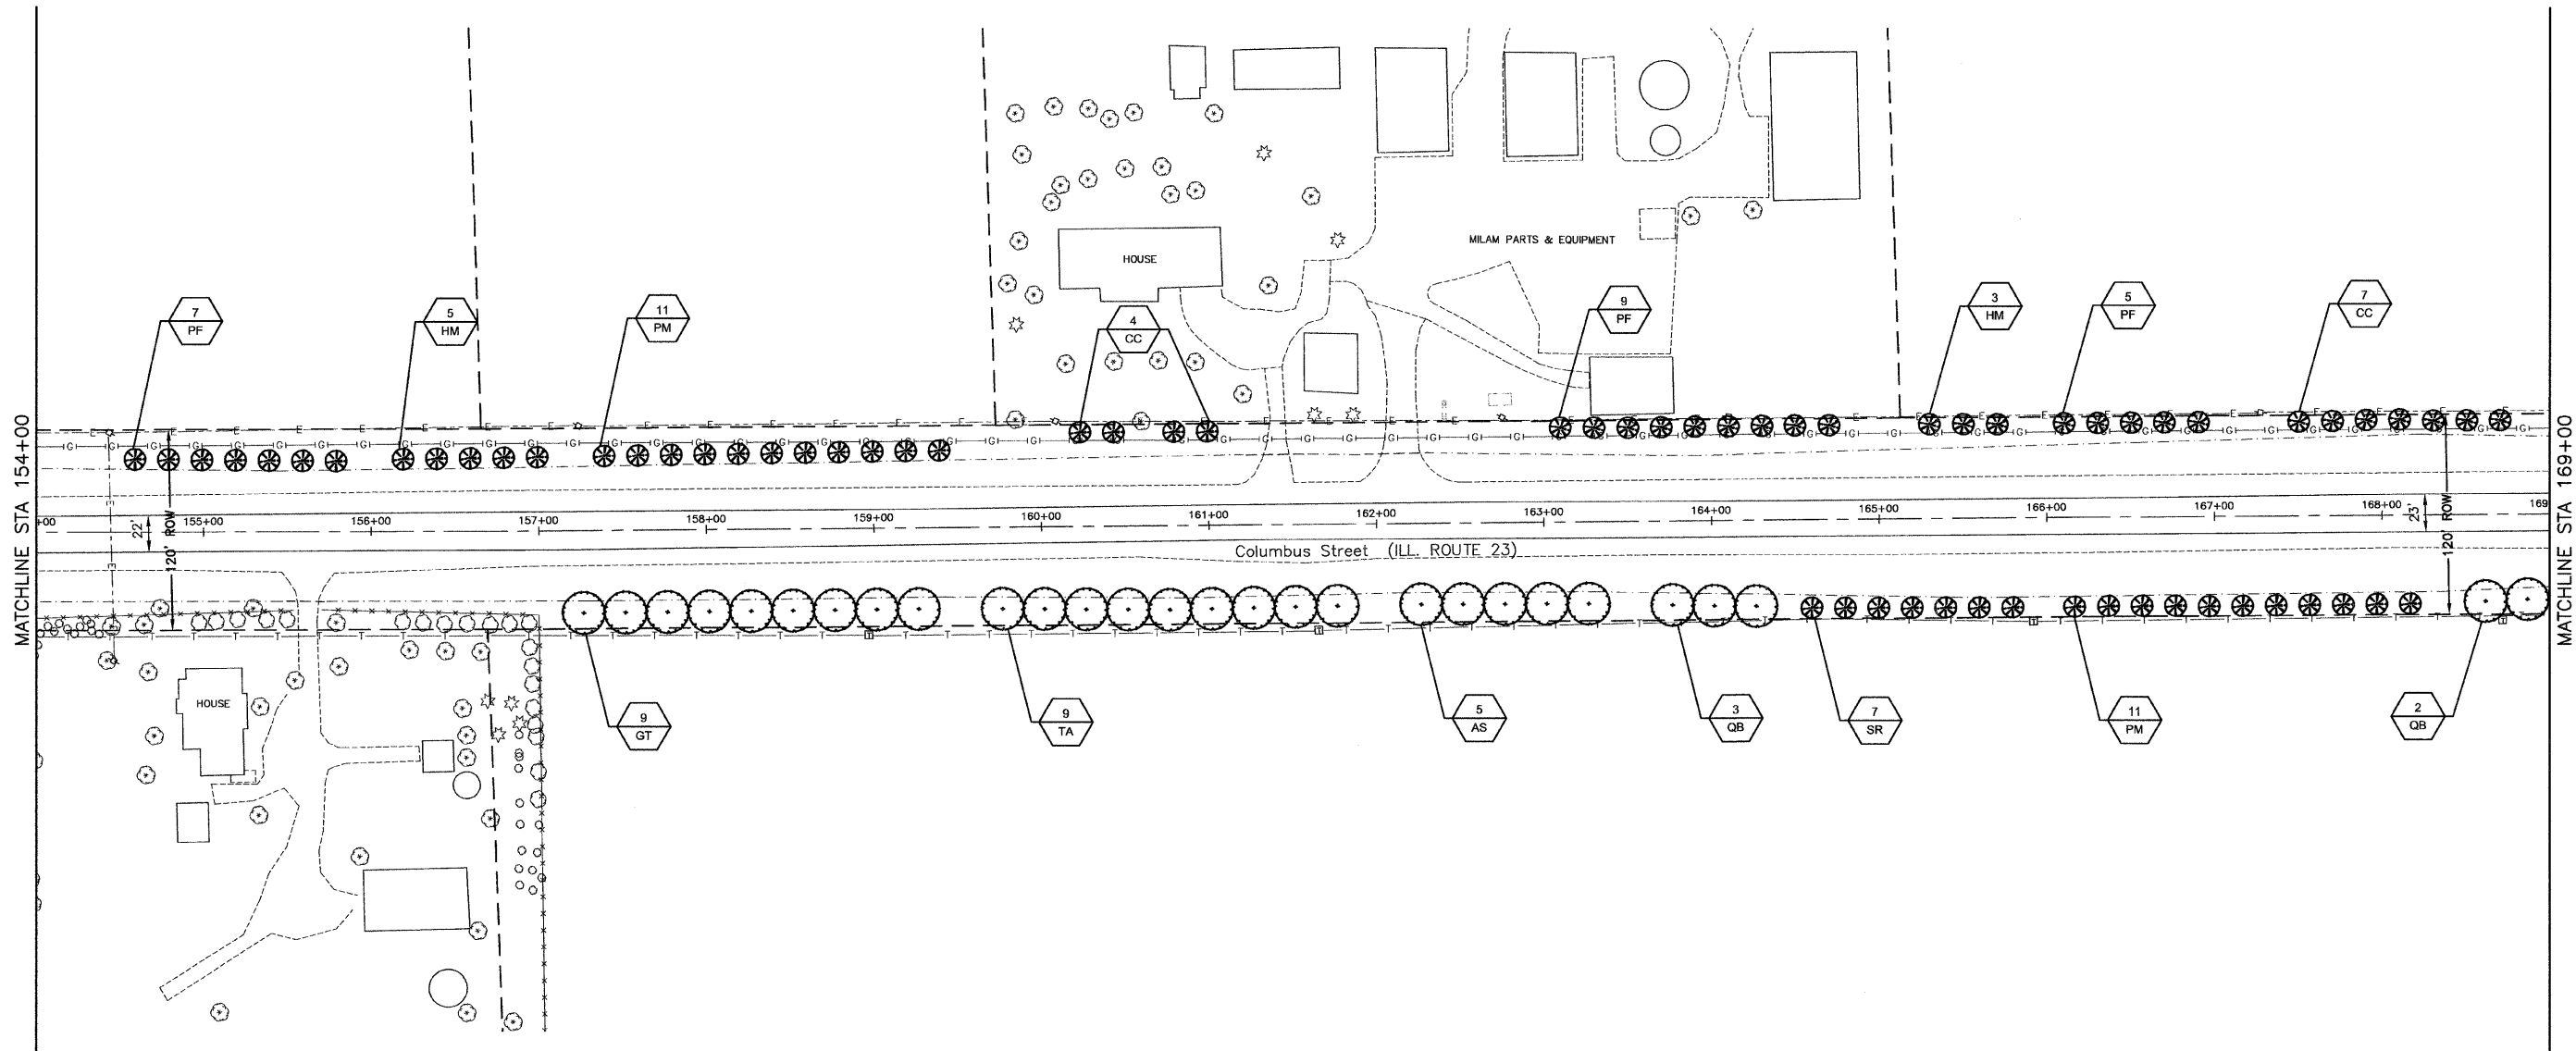 MILAM PARTS & EQUIPMENT
HOUSE
7
PF
5
HM
11
PM
4
CC
9
PF
3
HM
5
PF
7
CC
MATCHLINE STA 154+00
MATCHLINE STA 169+00
+00
155+00
156+00
157+00
158+00
159+00
160+00
161+00
162+00
163+00
164+00
165+00
166+00
167+00
168+00
169
22'
120' ROW
23'
120' ROW
Columbus Street (ILL. ROUTE 23)
HOUSE
9
GT
9
TA
5
AS
3
QB
7
SR
11
PM
2
QB